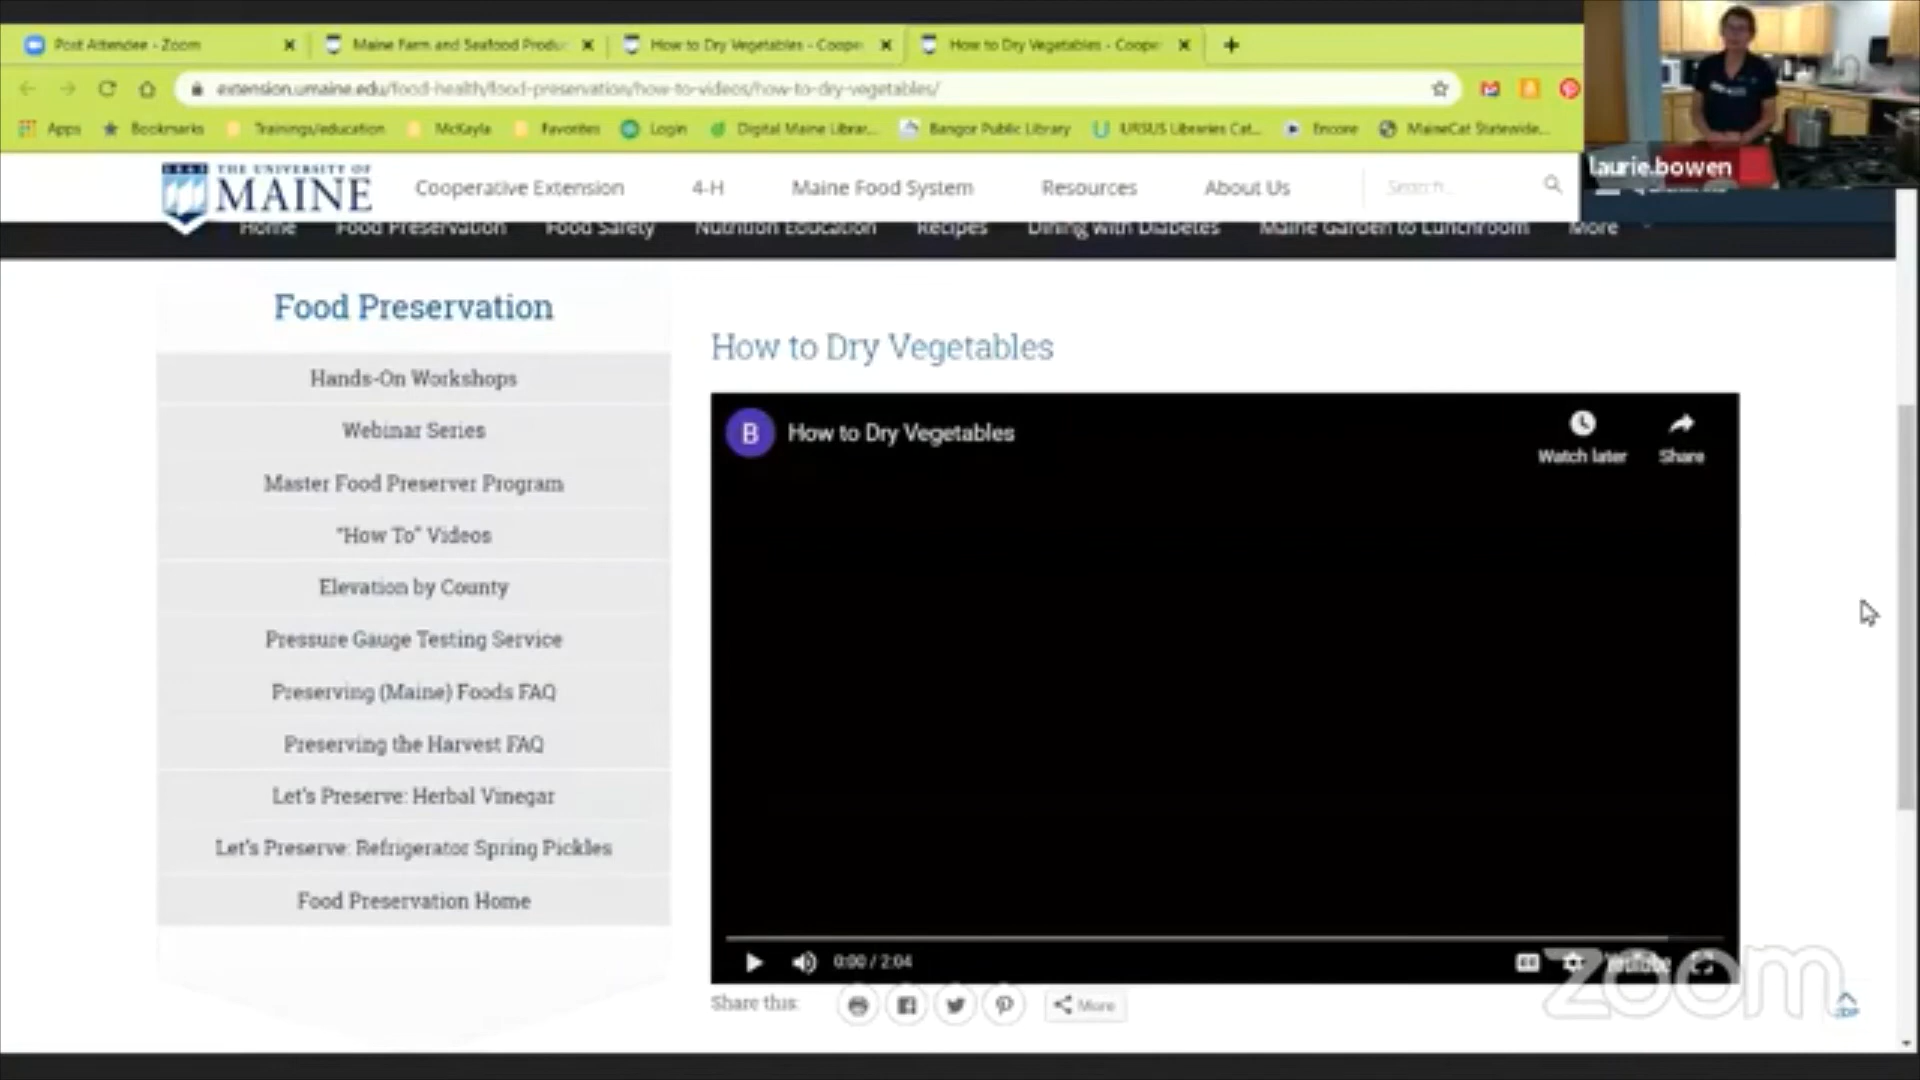 Post Attendee - Zoom
Maine Farm and Seafood Produc
How to Dry Vegetables - Cooper
How to Dry Vegetables - Cooper
extension.umaine.edu/food-health/food-preservation/how-to-videos/how-to-dry-vegetables/
Apps
Bookmarks
Trainings/education
McKayla
Favorites
Login
Digital Maine Librar...
Bangor Public Library
URSUS Libraries Cat...
Encore
MaineCat Statewide...
laurie.bowen
THE UNIVERSITY OF
MAINE
Cooperative Extension
4-H
Maine Food System
Resources
About Us
Search...
Home
Food Preservation
Food Safety
Nutrition Education
Recipes
Dining with Diabetes
Maine Garden to Lunchroom
More
Food Preservation
Hands-On Workshops
Webinar Series
Master Food Preserver Program
"How To" Videos
Elevation by County
Pressure Gauge Testing Service
Preserving (Maine) Foods FAQ
Preserving the Harvest FAQ
Let's Preserve: Herbal Vinegar
Let's Preserve: Refrigerator Spring Pickles
Food Preservation Home
How to Dry Vegetables
B
How to Dry Vegetables
Watch later
Share
0:00 / 2:04
YouTube
zoom
Share this:
More